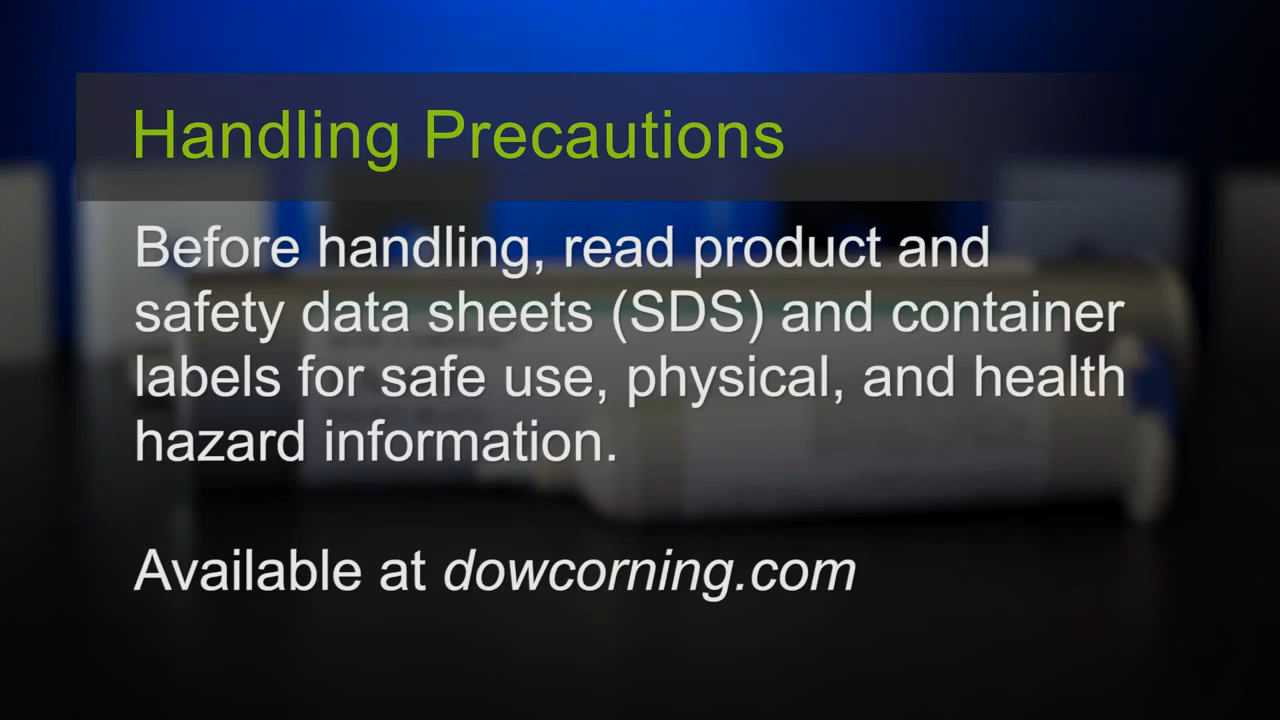 Handling Precautions
Before handling, read product and
safety data sheets (SDS) and container
labels for safe use, physical, and health
hazard information.
Available at dowcorning.com